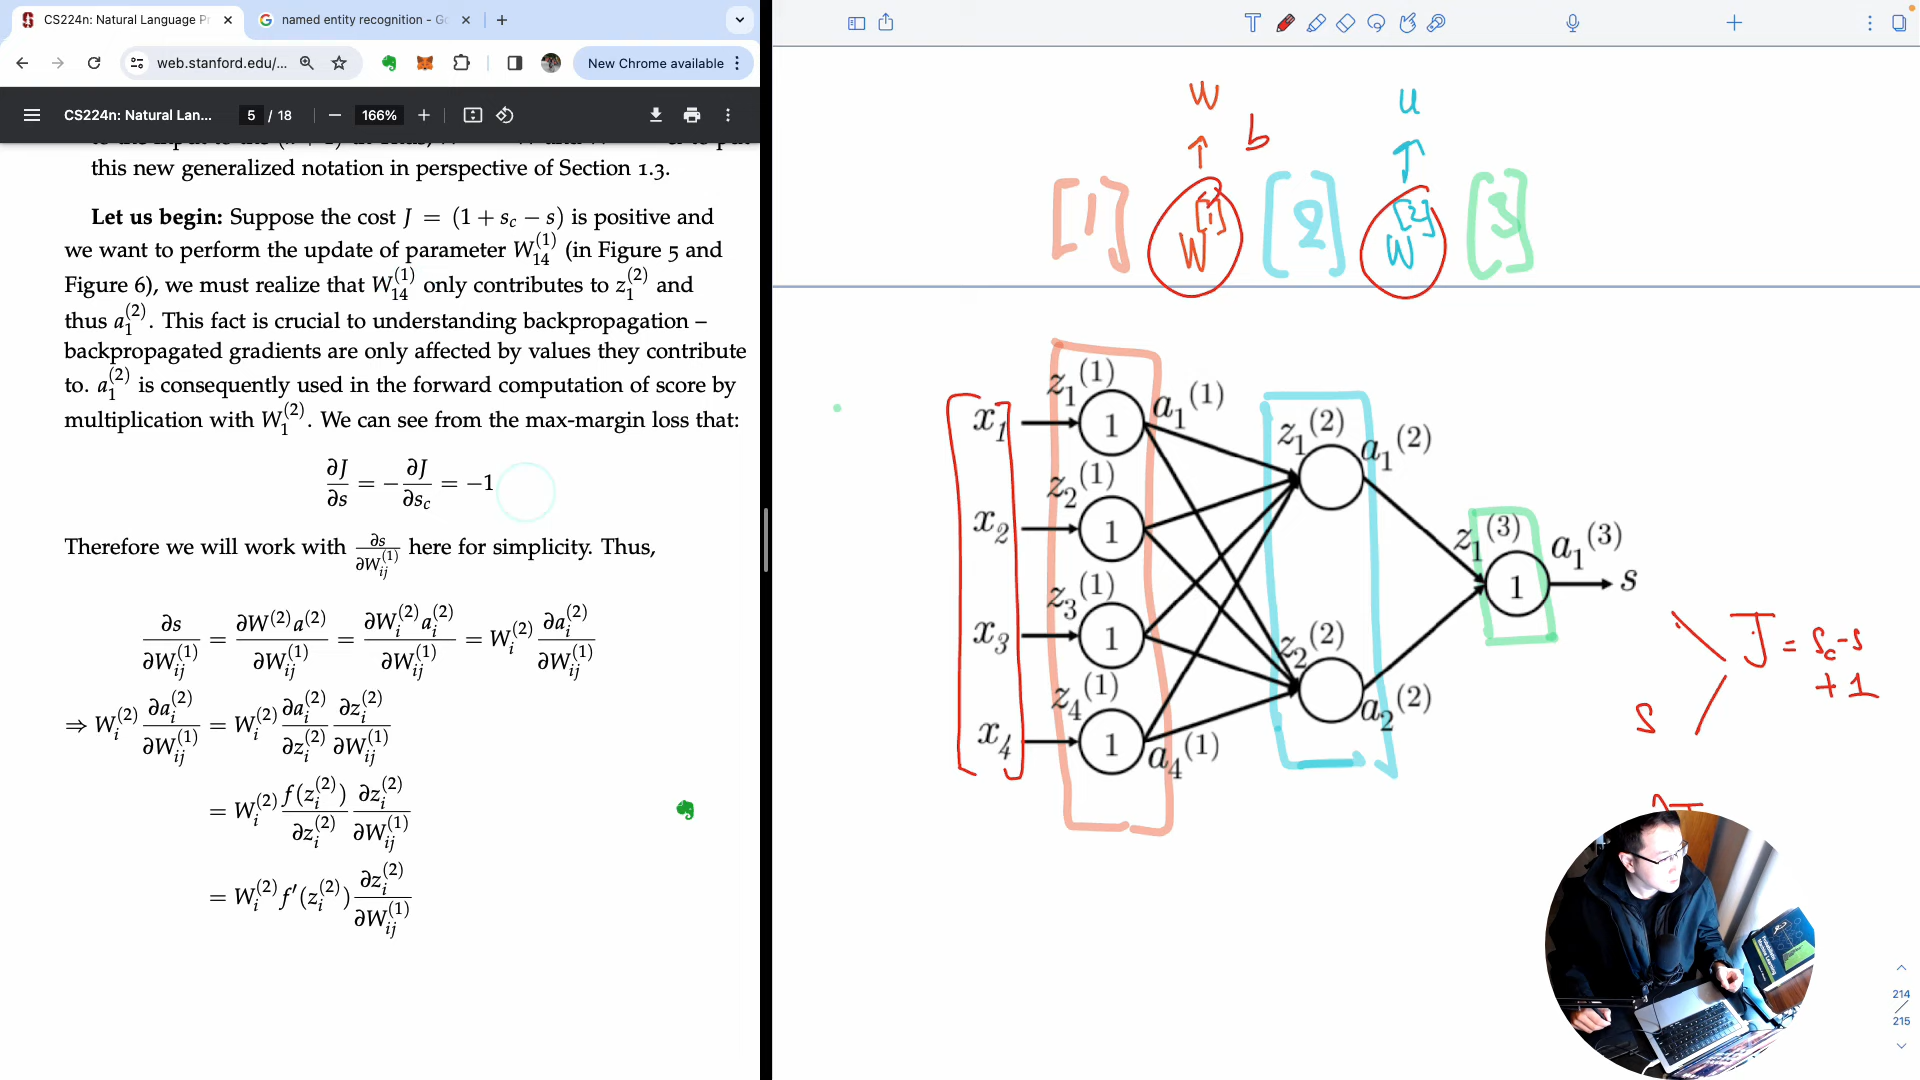 CS224n: Natural Language Pr
named entity recognition - Go
web.stanford.edu/...
New Chrome available
CS224n: Natural Lan...
5 / 18
166%
this new generalized notation in perspective of Section 1.3.
Let us begin: Suppose the cost J = (1 + s_c − s) is positive and
we want to perform the update of parameter W_14^(1) (in Figure 5 and
Figure 6), we must realize that W_14^(1) only contributes to z_1^(2) and
thus a_1^(2). This fact is crucial to understanding backpropagation –
backpropagated gradients are only affected by values they contribute
to. a_1^(2) is consequently used in the forward computation of score by
multiplication with W_1^(2). We can see from the max-margin loss that:
∂J/∂s = −∂J/∂s_c = −1
Therefore we will work with ∂s/∂W_ij^(1) here for simplicity. Thus,
∂s/∂W_ij^(1) = ∂W^(2)a^(2)/∂W_ij^(1) = ∂W_i^(2)a_i^(2)/∂W_ij^(1) = W_i^(2) ∂a_i^(2)/∂W_ij^(1)
⇒ W_i^(2) ∂a_i^(2)/∂W_ij^(1) = W_i^(2) ∂a_i^(2)/∂z_i^(2) ∂z_i^(2)/∂W_ij^(1)
= W_i^(2) f(z_i^(2))/∂z_i^(2) ∂z_i^(2)/∂W_ij^(1)
= W_i^(2) f′(z_i^(2)) ∂z_i^(2)/∂W_ij^(1)
W b u
[1] W^[1] [2] W^[2] [3]
x_1 z_1^(1) 1 a_1^(1)
x_2 z_2^(1) 1
x_3 z_3^(1) 1
x_4 z_4^(1) 1 a_4^(1)
z_1^(2) a_1^(2)
z_2^(2) a_2^(2)
z_1^(3) 1 a_1^(3) s
J = s_c - s
+ 1
s
214
215